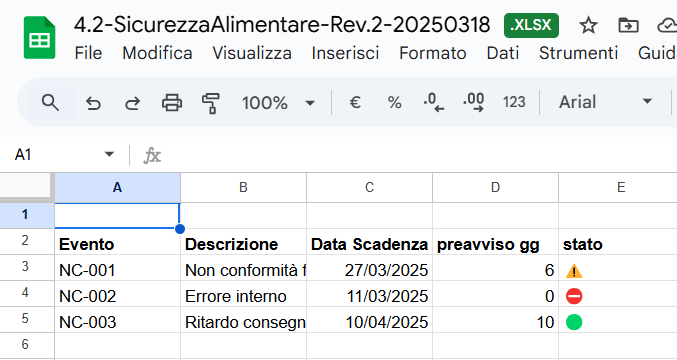 4.2-SicurezzaAlimentare-Rev.2-20250318 .XLSX
File Modifica Visualizza Inserisci Formato Dati Strumenti Guid
100% € % .0 .00 123 Arial
A1 fx
A B C D E
1
2 Evento Descrizione Data Scadenza preavviso gg stato
3 NC-001 Non conformità f 27/03/2025 6
4 NC-002 Errore interno 11/03/2025 0
5 NC-003 Ritardo consegn 10/04/2025 10
6